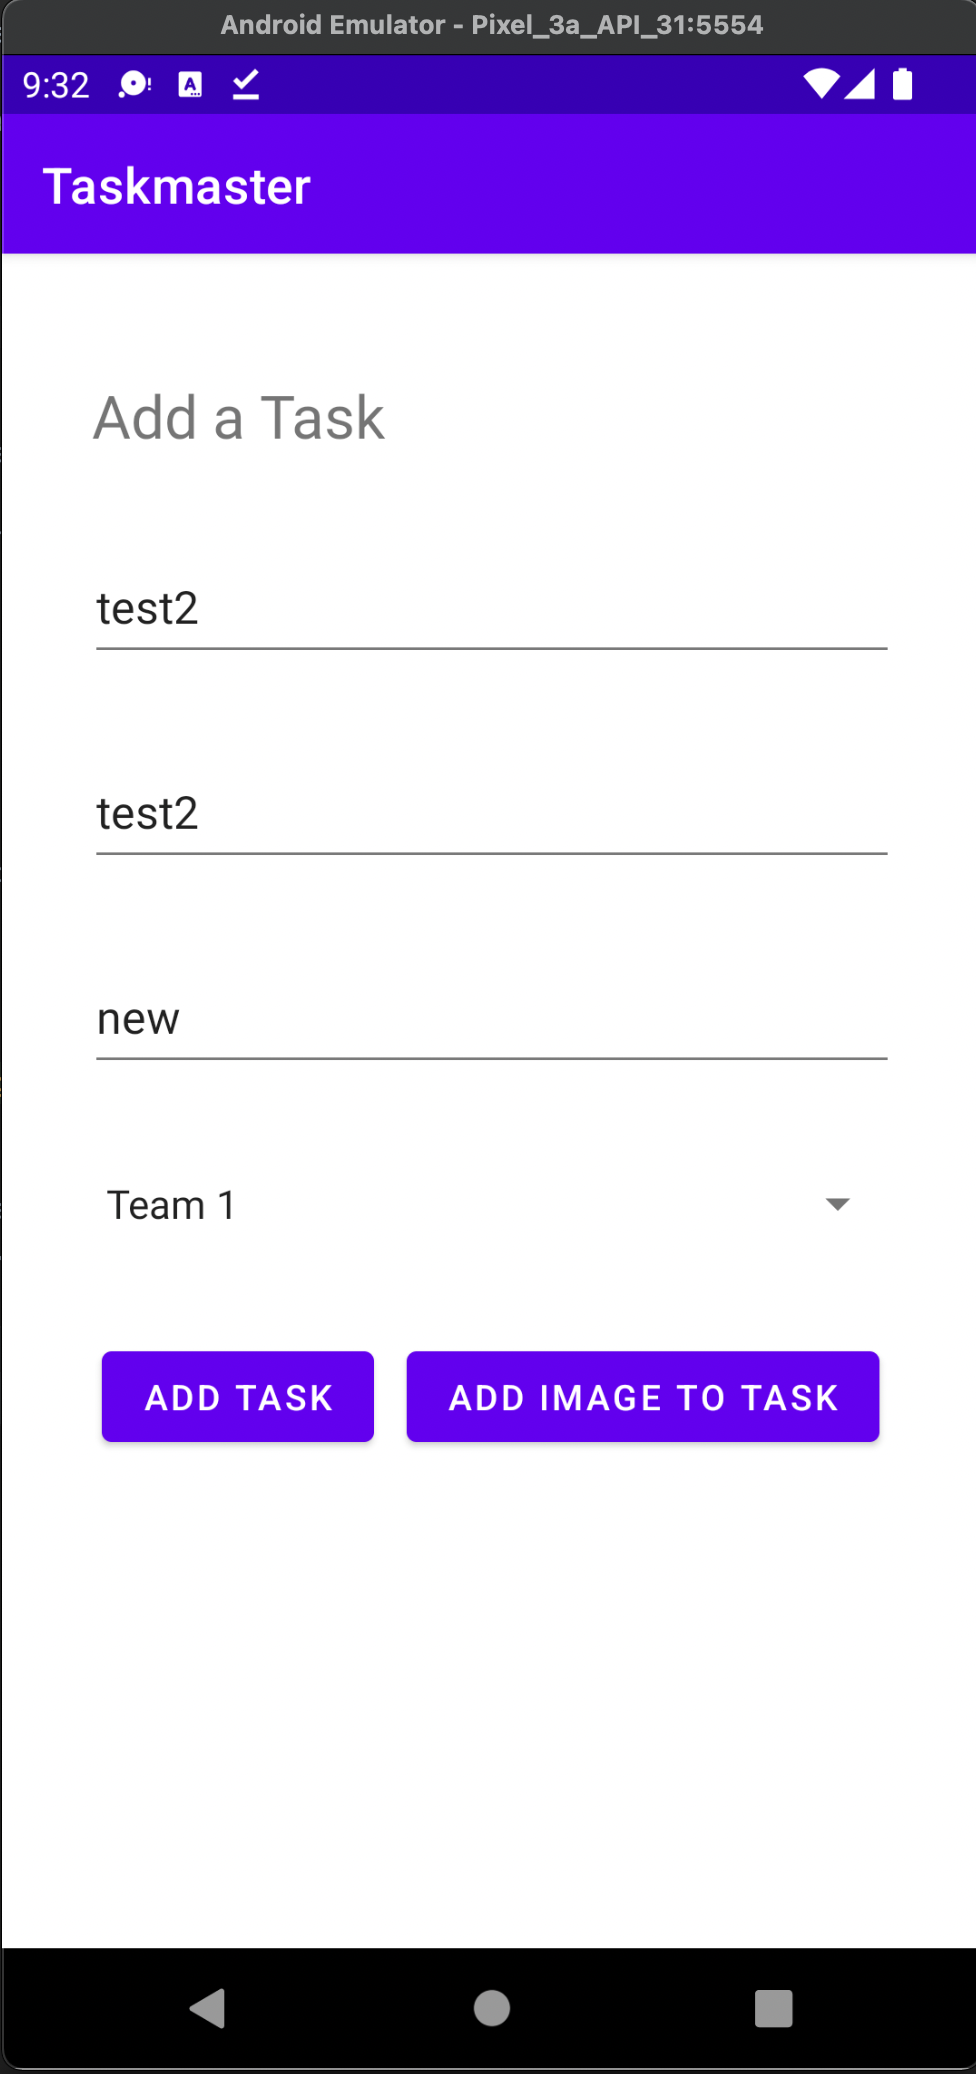 Android Emulator - Pixel_3a_API_31:5554
9:32
A
Taskmaster
Add a Task
test2
test2
new
Team 1
ADD TASK
ADD IMAGE TO TASK